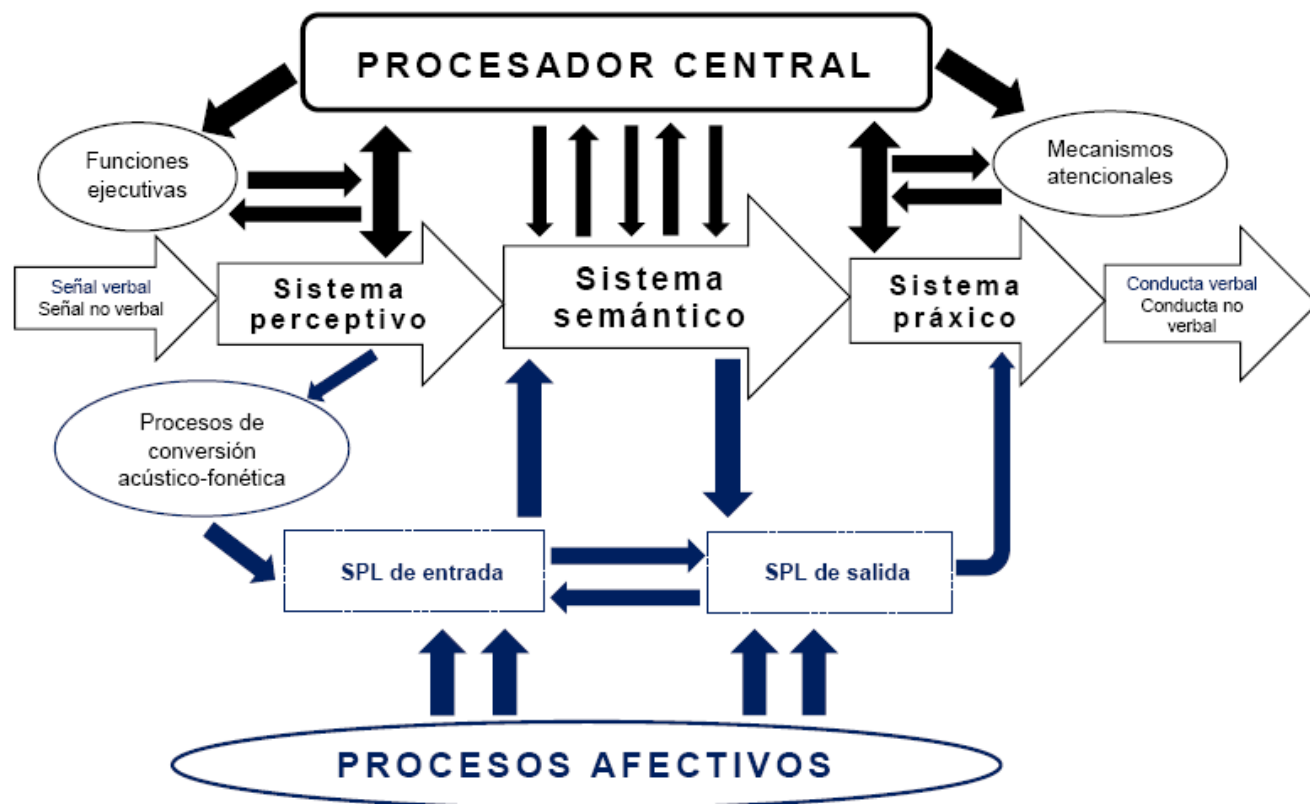 PROCESADOR CENTRAL
Funciones
ejecutivas
Mecanismos
atencionales
Señal verbal
Señal no verbal
Sistema
perceptivo
Sistema
semántico
Sistema
práxico
Conducta verbal
Conducta no
verbal
Procesos de
conversión
acústico-fonética
SPL de entrada
SPL de salida
PROCESOS AFECTIVOS